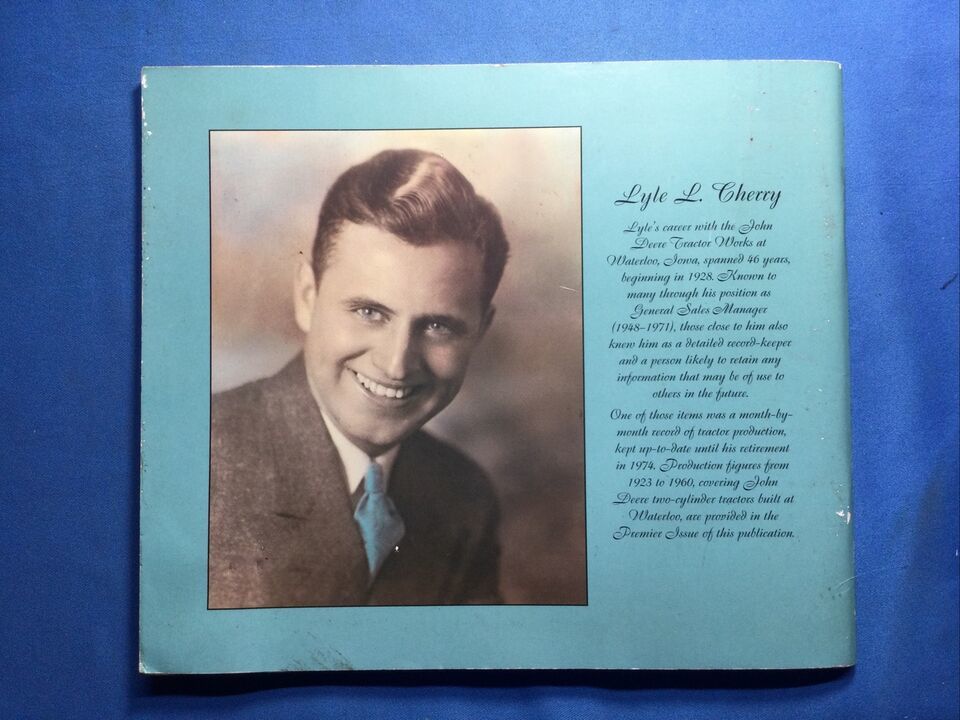 Lyle L. Cherry
Lyle's career with the John
Deere Tractor Works at
Waterloo, Iowa, spanned 46 years,
beginning in 1928. Known to
many through his position as
General Sales Manager
(1948–1971), those close to him also
knew him as a detailed record-keeper
and a person likely to retain any
information that may be of use to
others in the future.
One of those items was a month-by-
month record of tractor production,
kept up-to-date until his retirement
in 1974. Production figures from
1923 to 1960, covering John
Deere two-cylinder tractors built at
Waterloo, are provided in the
Premier Issue of this publication.